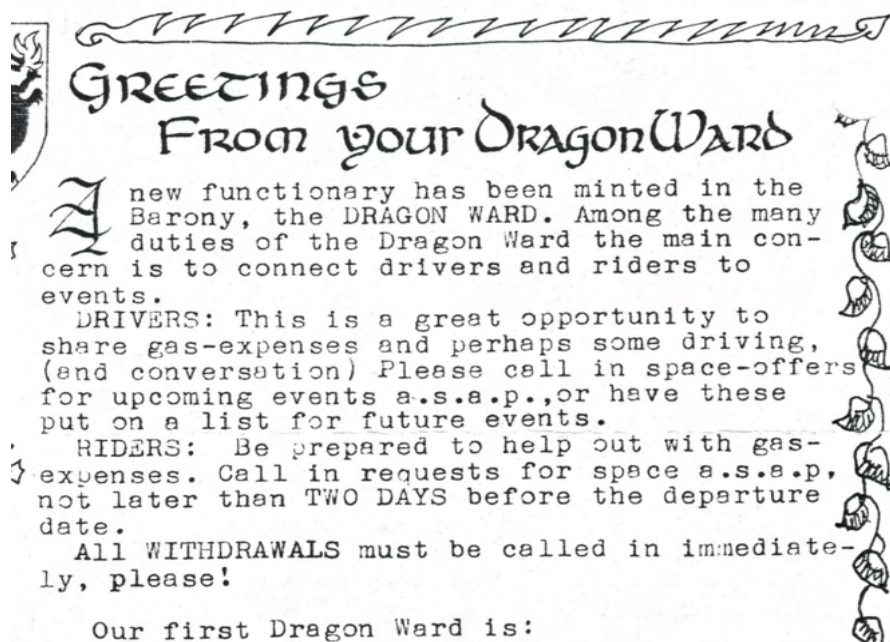 Greetings
From your Dragon Ward
A new functionary has been minted in the
Barony, the DRAGON WARD. Among the many
duties of the Dragon Ward the main con-
cern is to connect drivers and riders to
events.
DRIVERS: This is a great opportunity to
share gas-expenses and perhaps some driving,
(and conversation) Please call in space-offers
for upcoming events a.s.a.p.,or have these
put on a list for future events.
RIDERS: Be prepared to help out with gas-
expenses. Call in requests for space a.s.a.p,
not later than TWO DAYS before the departure
date.
All WITHDRAWALS must be called in immediate-
ly, please!
Our first Dragon Ward is: